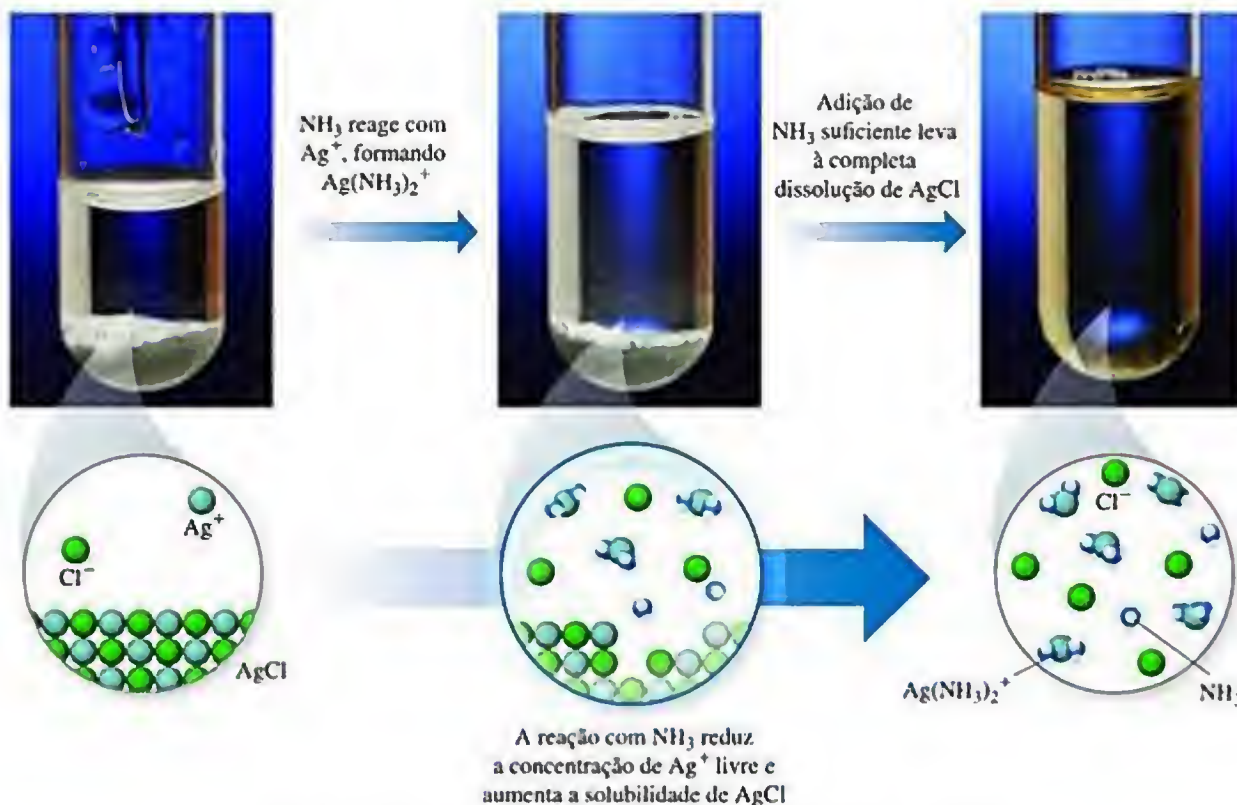 NH₃ reage com
Ag⁺, formando
Ag(NH₃)₂⁺
Adição de
NH₃ suficiente leva
à completa
dissolução de AgCl
Ag⁺
Cl⁻
AgCl
Cl⁻
Ag(NH₃)₂⁺
NH₃
A reação com NH₃ reduz
a concentração de Ag⁺ livre e
aumenta a solubilidade de AgCl